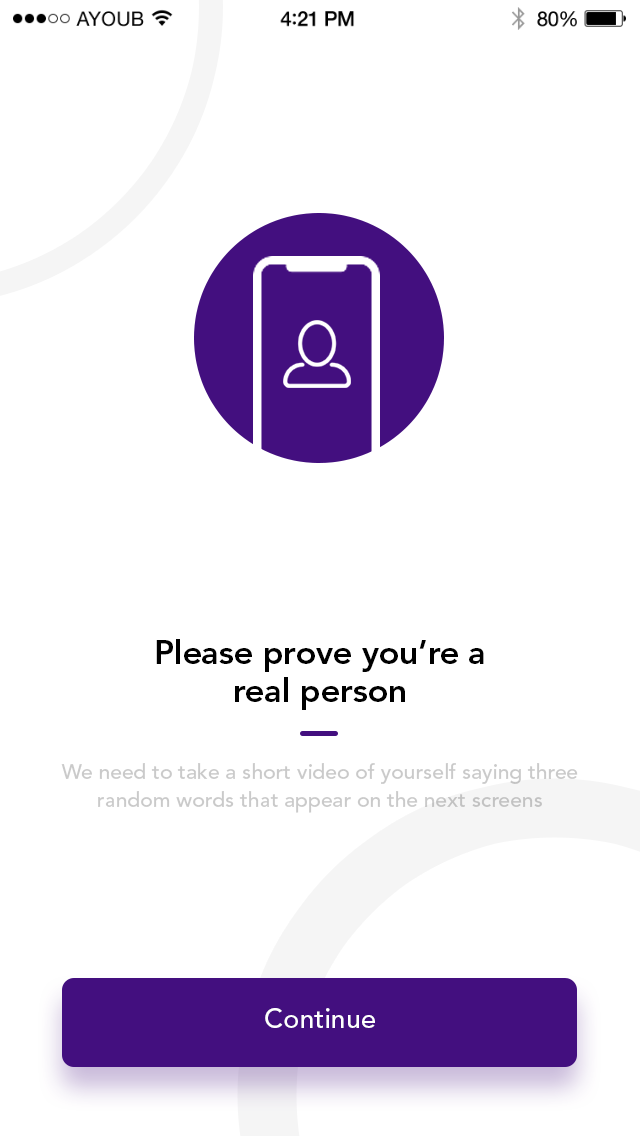 AYOUB 4:21 PM 80%
Please prove you’re a
real person
We need to take a short video of yourself saying three
random words that appear on the next screens
Continue